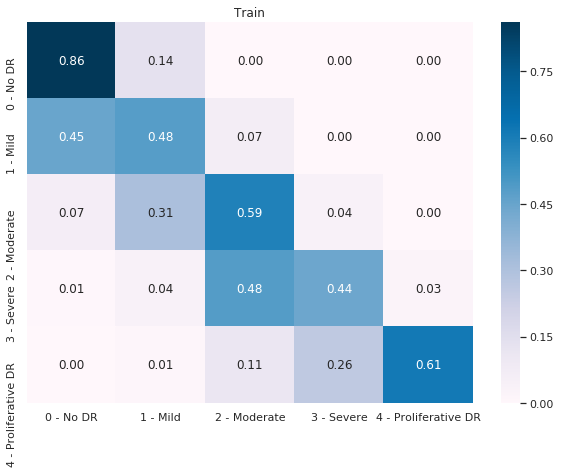 Train
0 - No DR
0.86 0.14 0.00 0.00 0.00
1 - Mild
0.45 0.48 0.07 0.00 0.00
2 - Moderate
0.07 0.31 0.59 0.04 0.00
3 - Severe
0.01 0.04 0.48 0.44 0.03
4 - Proliferative DR
0.00 0.01 0.11 0.26 0.61
0 - No DR 1 - Mild 2 - Moderate 3 - Severe 4 - Proliferative DR
0.75
0.60
0.45
0.30
0.15
0.00